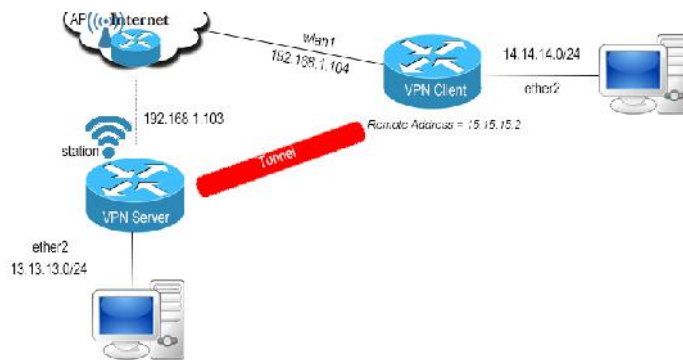 AP Internet
wlan1
192.168.1.104
14.14.14.0/24
VPN Client
ether2
192.168.1.103
Remote Address = 15.15.15.2
station
Tunnel
VPN Server
ether2
13.13.13.0/24